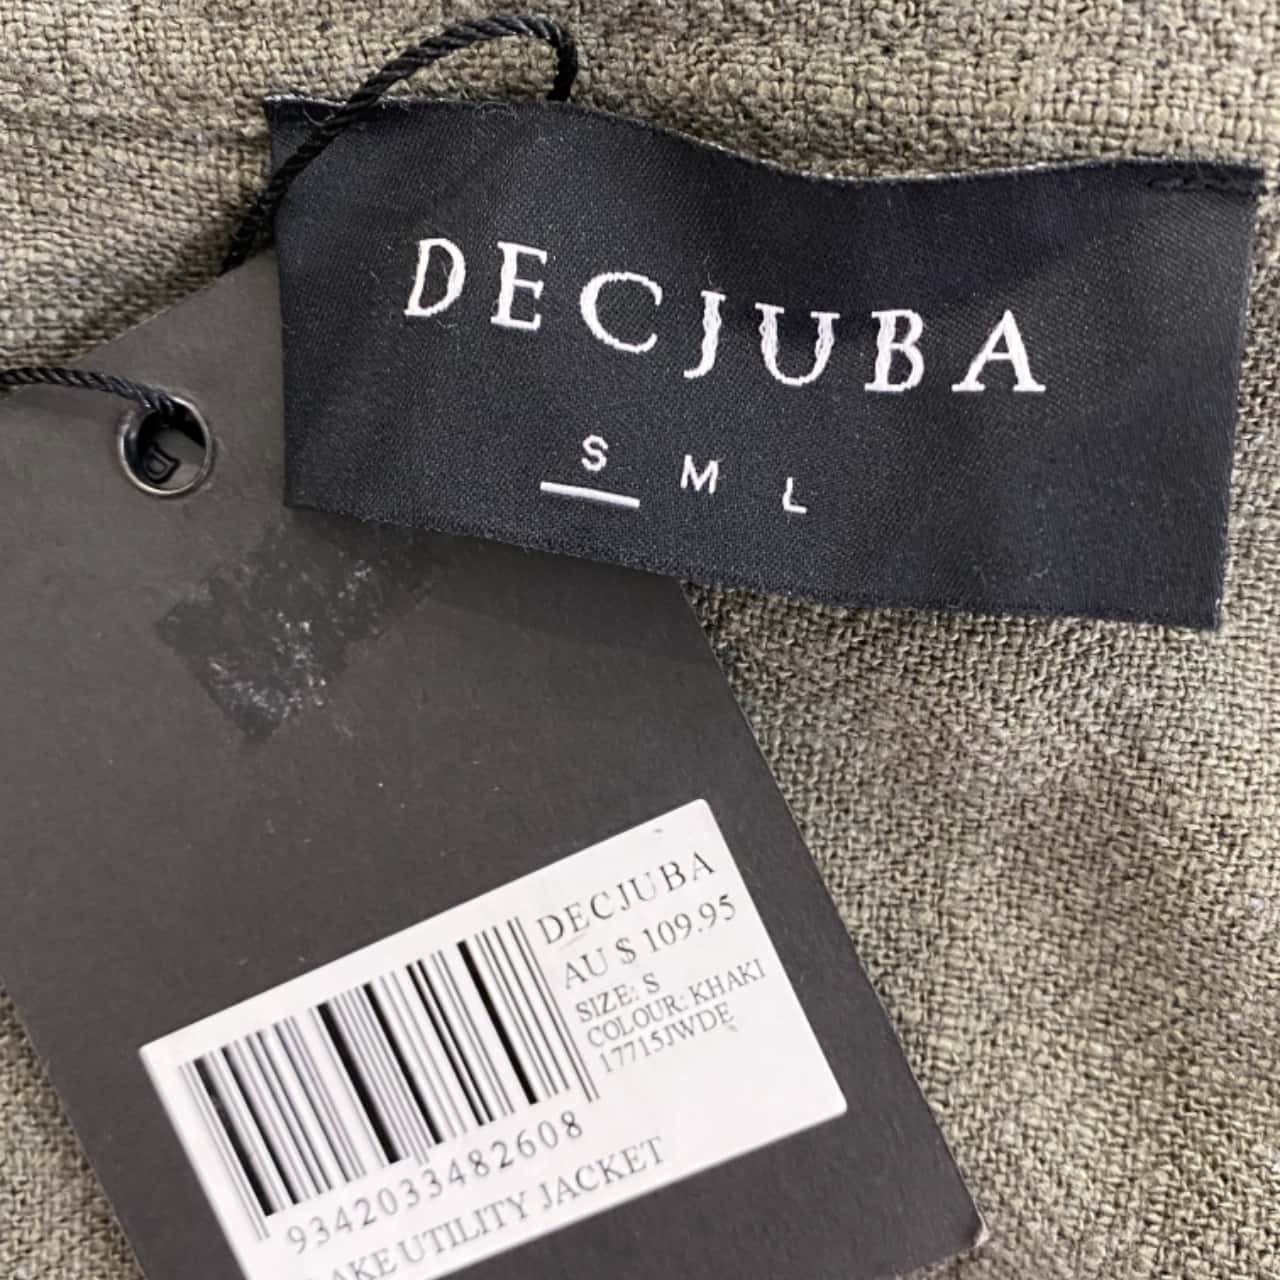 DECJUBA
S M L
D
DECJUBA
AU $ 109.95
SIZE: S
COLOUR: KHAKI
17715JWDE
9342033482608
UTILITY JACKET